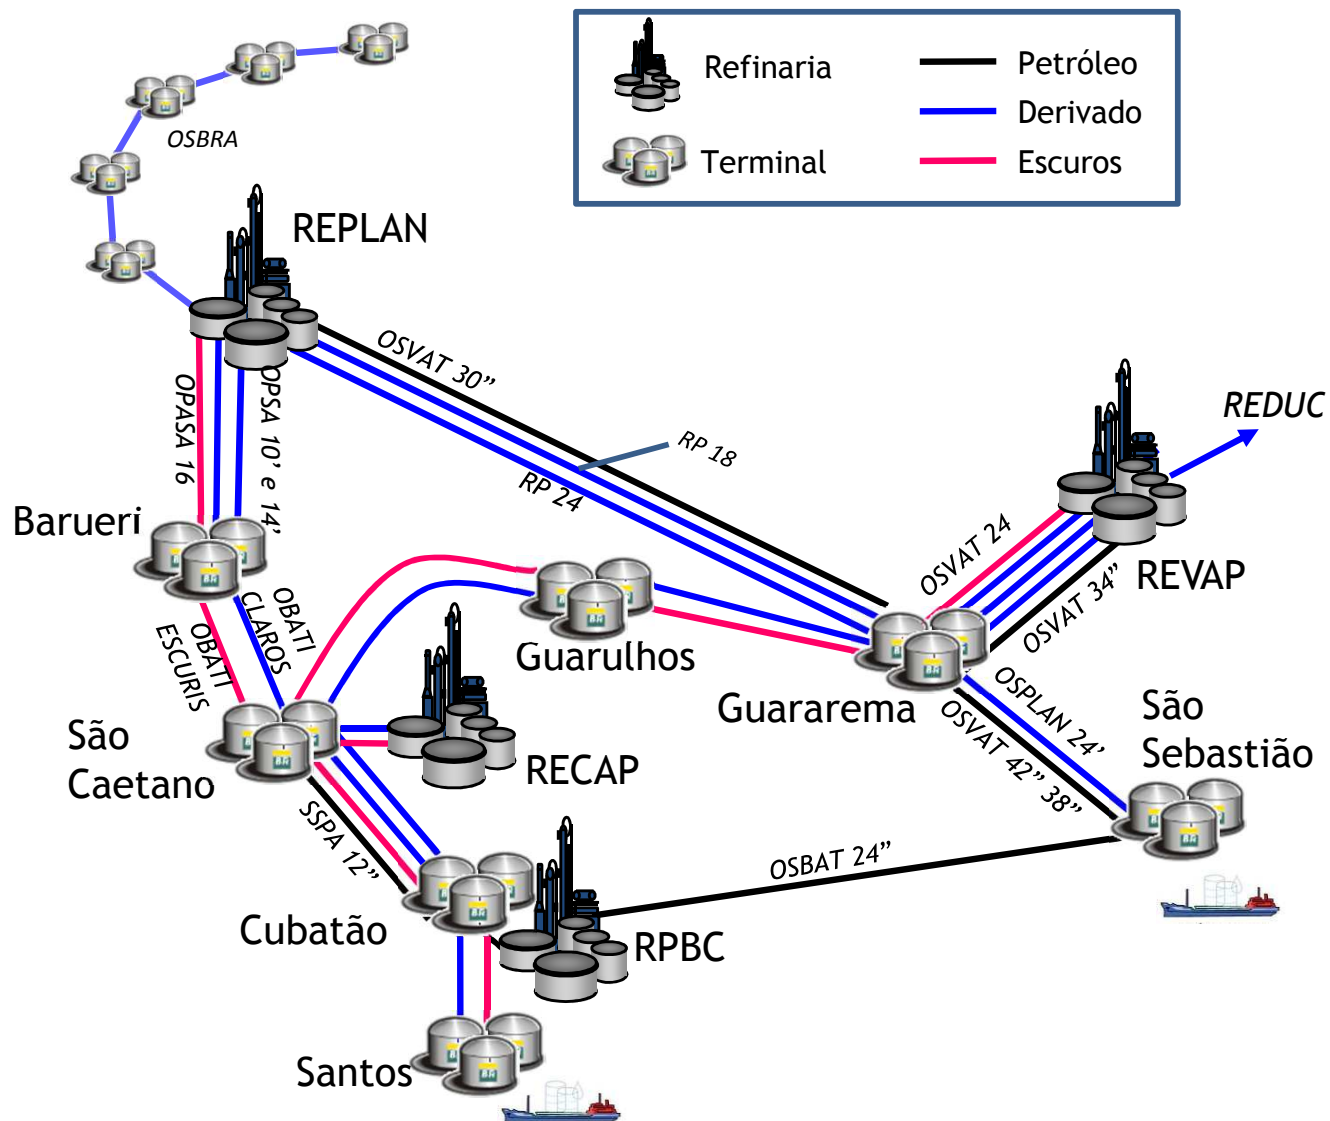 Refinaria
Terminal
Petróleo
Derivado
Escuros
OSBRA
REPLAN
OSVAT 30”
RP 18
RP 24
OPASA 16
OPSA 10’ e 14’
REDUC
Barueri
OSVAT 24
REVAP
OSVAT 34”
OBATI
CLAROS
OBATI
ESCURIS
Guarulhos
Guararema
OSPLAN 24’
OSVAT 42” 38”
São
Sebastião
São
Caetano
RECAP
SSPA 12”
OSBAT 24”
Cubatão
RPBC
Santos